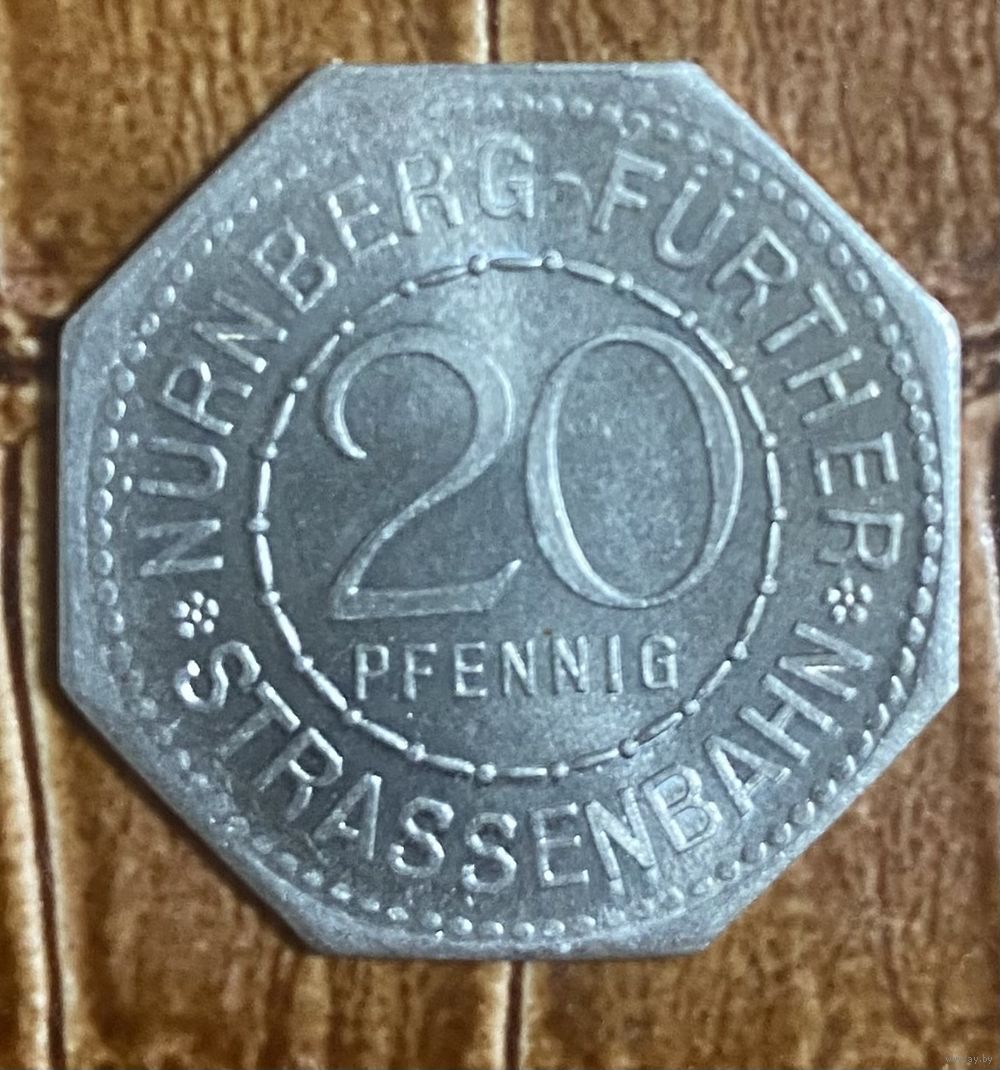 NÜRNBERG-FÜRTHER
20
PFENNIG
* STRASSENBAHN *